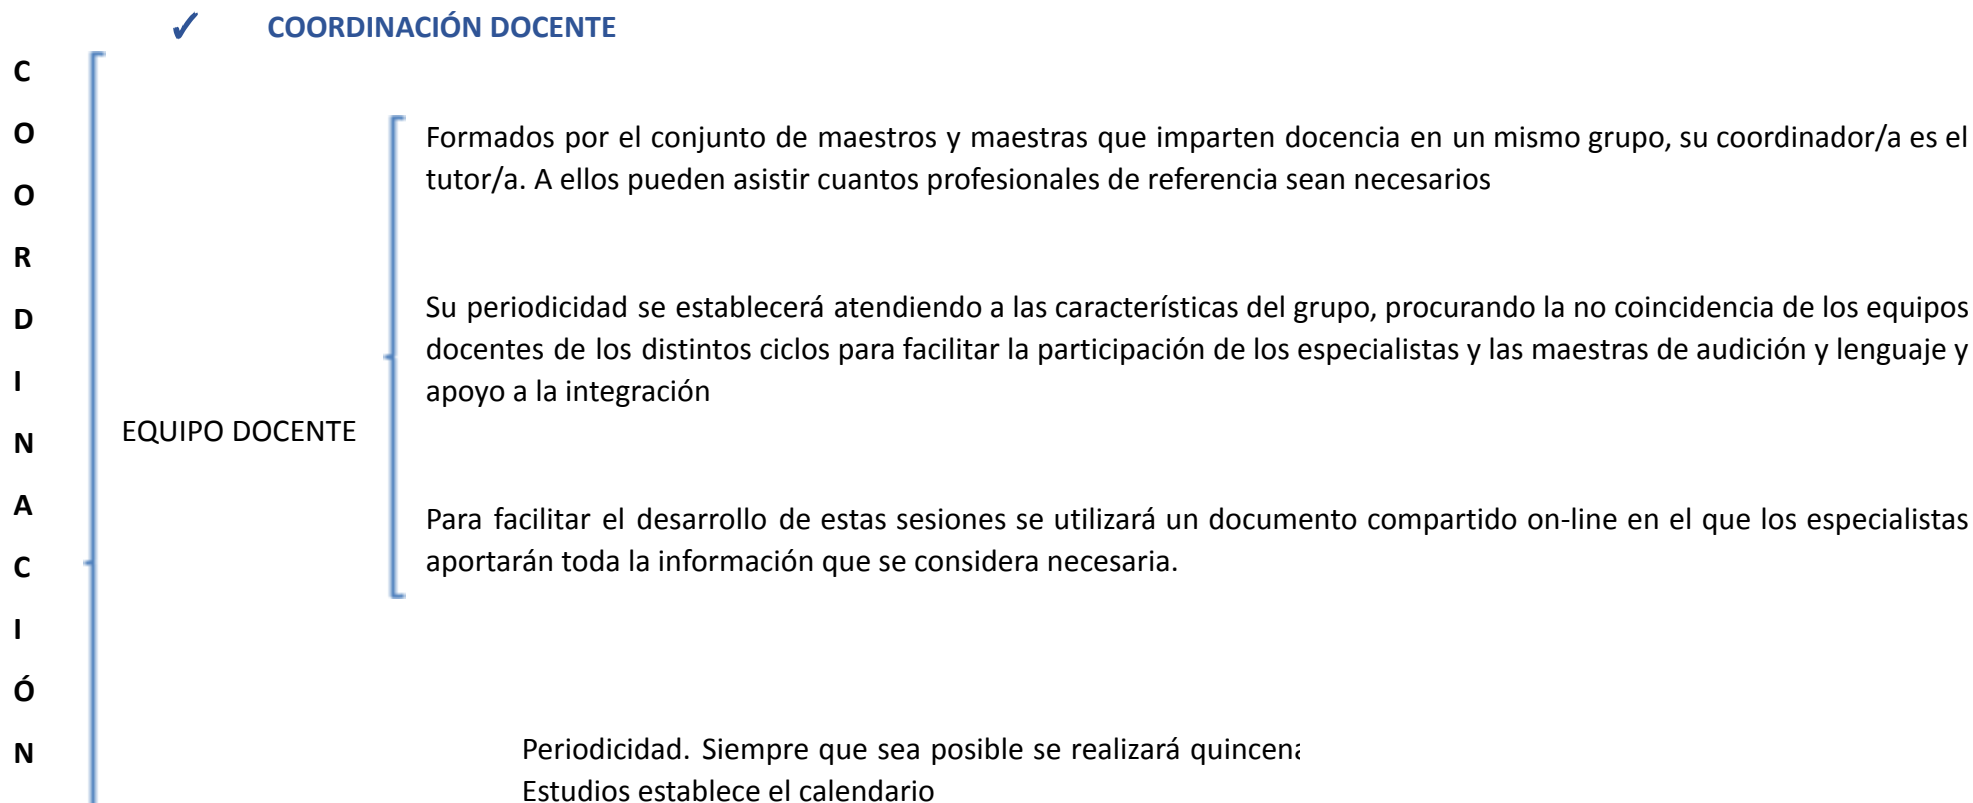 ✓ COORDINACIÓN DOCENTE
C
O
O
R
D
I
N
A
C
I
Ó
N
EQUIPO DOCENTE
Formados por el conjunto de maestros y maestras que imparten docencia en un mismo grupo, su coordinador/a es el
tutor/a. A ellos pueden asistir cuantos profesionales de referencia sean necesarios
Su periodicidad se establecerá atendiendo a las características del grupo, procurando la no coincidencia de los equipos
docentes de los distintos ciclos para facilitar la participación de los especialistas y las maestras de audición y lenguaje y
apoyo a la integración
Para facilitar el desarrollo de estas sesiones se utilizará un documento compartido on-line en el que los especialistas
aportarán toda la información que se considera necesaria.
Periodicidad. Siempre que sea posible se realizará
Estudios establece el calendario